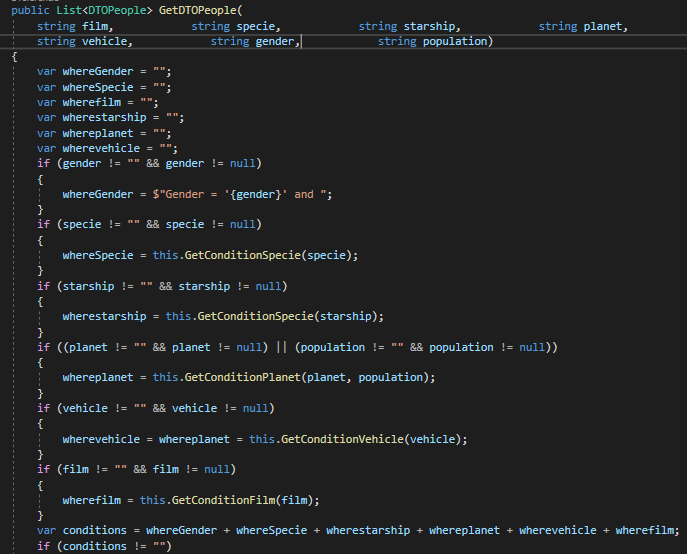 public List<DTOPeople> GetDTOPeople(
string film, string specie, string starship, string planet,
string vehicle, string gender, string population)
{
var whereGender = "";
var whereSpecie = "";
var wherefilm = "";
var wherestarship = "";
var whereplanet = "";
var wherevehicle = "";
if (gender != "" && gender != null)
{
whereGender = $"Gender = '{gender}' and ";
}
if (specie != "" && specie != null)
{
whereSpecie = this.GetConditionSpecie(specie);
}
if (starship != "" && starship != null)
{
wherestarship = this.GetConditionSpecie(starship);
}
if ((planet != "" && planet != null) || (population != "" && population != null))
{
whereplanet = this.GetConditionPlanet(planet, population);
}
if (vehicle != "" && vehicle != null)
{
wherevehicle = whereplanet = this.GetConditionVehicle(vehicle);
}
if (film != "" && film != null)
{
wherefilm = this.GetConditionFilm(film);
}
var conditions = whereGender + whereSpecie + wherestarship + whereplanet + wherevehicle + wherefilm;
if (conditions != "")